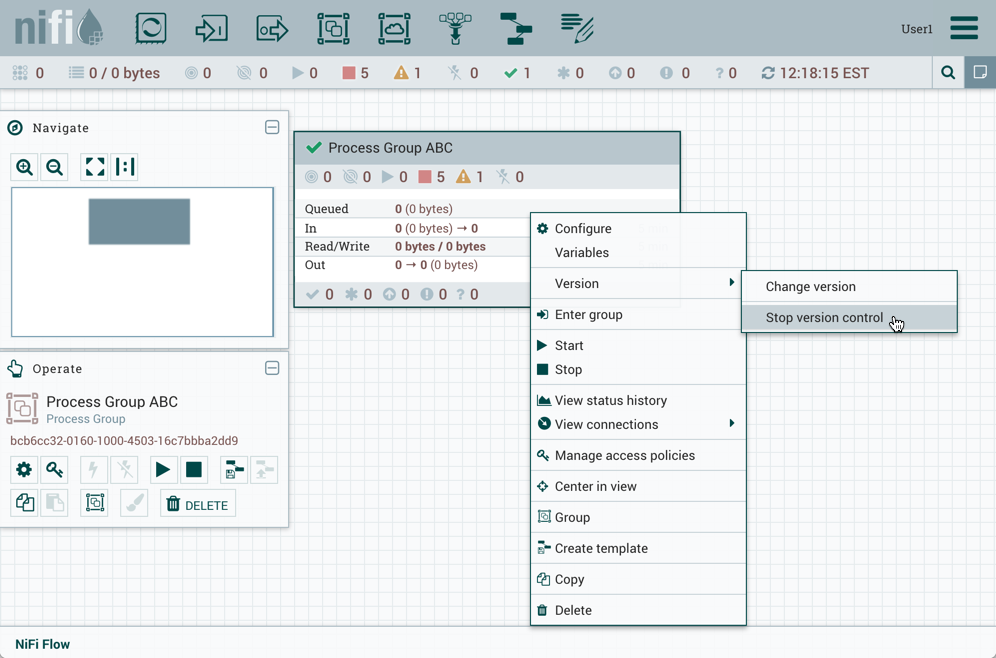 nifi
User1
0 0 / 0 bytes 0 0 0 5 1 0 1 0 0 0 ? 0 12:18:15 EST
Navigate
Process Group ABC
0 0 0 5 1 0
Queued 0 (0 bytes)
In 0 (0 bytes) → 0
Read/Write 0 bytes / 0 bytes
Out 0 → 0 (0 bytes)
0 0 0 0 ? 0
Configure
Variables
Version
Change version
Stop version control
Enter group
Start
Stop
View status history
View connections
Manage access policies
Center in view
Group
Create template
Copy
Delete
Operate
Process Group ABC
Process Group
bcb6cc32-0160-1000-4503-16c7bbba2dd9
DELETE
NiFi Flow